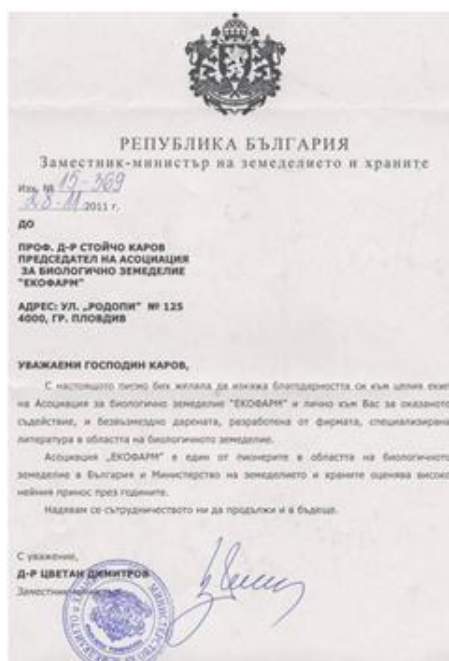 РЕПУБЛИКА БЪЛГАРИЯ
Заместник-министър на земеделието и храните
Изх. № 15-369
28.11 2011 г.
ДО
ПРОФ. Д-Р СТОЙЧО КАРОВ
ПРЕДСЕДАТЕЛ НА АСОЦИАЦИЯ
ЗА БИОЛОГИЧНО ЗЕМЕДЕЛИЕ
"ЕКОФАРМ"
АДРЕС: УЛ. „РОДОПИ" № 125
4000, ГР. ПЛОВДИВ
УВАЖАЕМИ ГОСПОДИН КАРОВ,
С настоящото писмо бих желала да изкажа благодарността си към целия екип
на Асоциация за биологично земеделие "ЕКОФАРМ" и лично към Вас за оказаното
съдействие, и безвъзмездно дарената, разработена от фирмата, специализирана
литература в областта на биологичното земеделие.
Асоциация „ЕКОФАРМ" е един от пионерите в областта на биологичното
земеделие в България и Министерство на земеделието и храните оценява високо
нейния принос през годините.
Надявам се сътрудничеството ни да продължи и в бъдеще.
С уважение,
Д-Р ЦВЕТАН ДИМИТРОВ
Заместник-министър